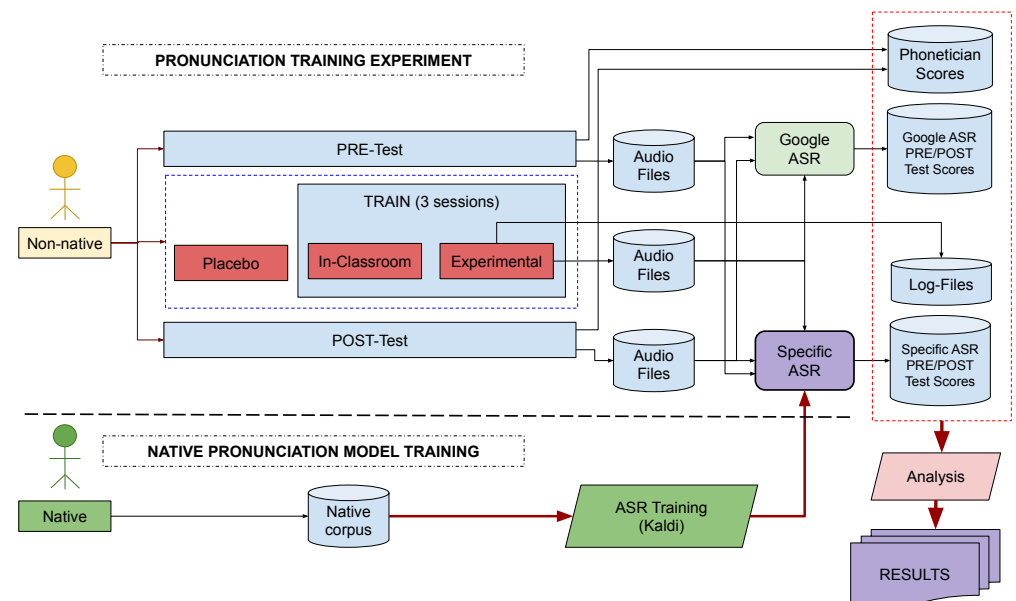 PRONUNCIATION TRAINING EXPERIMENT
Phonetician
Scores
PRE-Test
Audio
Files
Google
ASR
Google ASR
PRE/POST
Test Scores
Non-native
TRAIN (3 sessions)
Placebo
In-Classroom
Experimental
Audio
Files
Log-Files
POST-Test
Audio
Files
Specific
ASR
Specific ASR
PRE/POST
Test Scores
NATIVE PRONUNCIATION MODEL TRAINING
Native
Native
corpus
ASR Training
(Kaldi)
Analysis
RESULTS